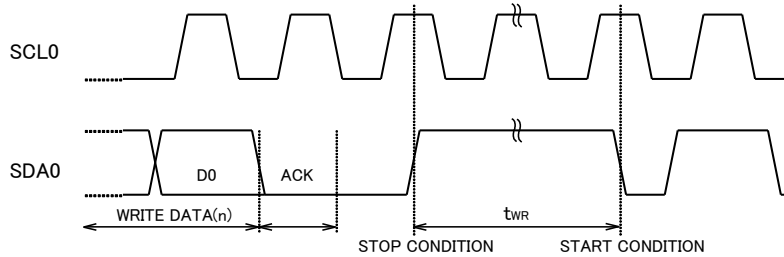 SCL0
SDA0
D0
ACK
WRITE DATA(n)
tWR
STOP CONDITION
START CONDITION